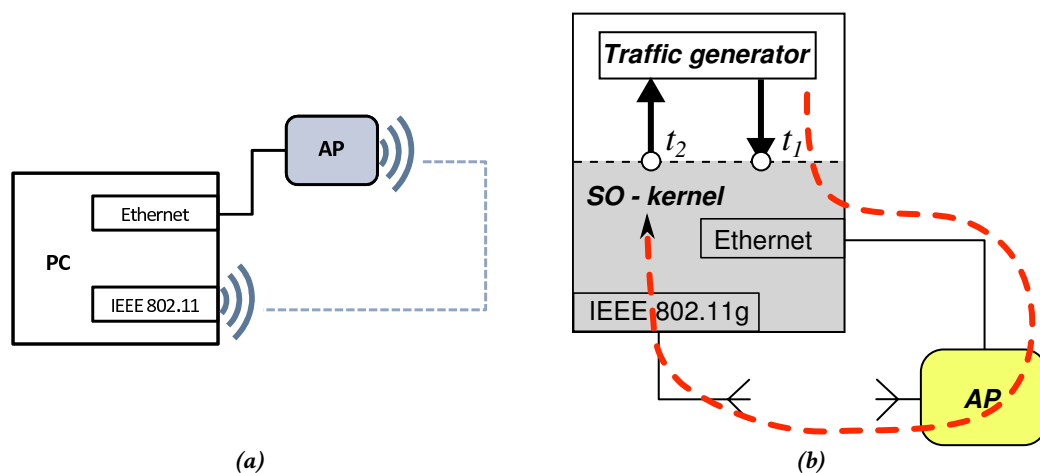 AP
Ethernet
PC
IEEE 802.11
(a)
Traffic generator
t2
t1
SO - kernel
Ethernet
IEEE 802.11g
AP
(b)